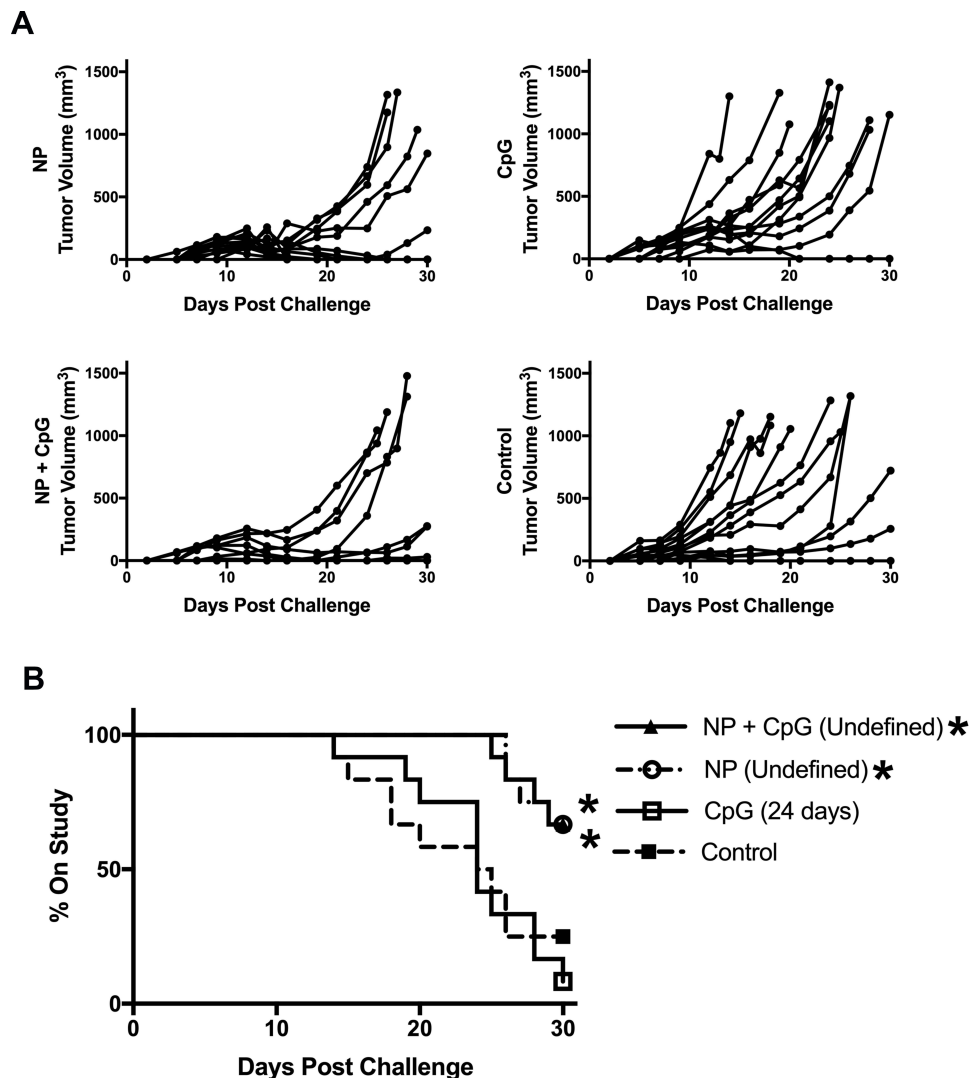 A
NP
Tumor Volume (mm³)
1500
1000
500
0
0
10
20
30
Days Post Challenge
CpG
Tumor Volume (mm³)
1500
1000
500
0
0
10
20
30
Days Post Challenge
NP + CpG
Tumor Volume (mm³)
1500
1000
500
0
0
10
20
30
Days Post Challenge
Control
Tumor Volume (mm³)
1500
1000
500
0
0
10
20
30
Days Post Challenge
B
% On Study
100
50
0
0
10
20
30
Days Post Challenge
*
*
NP + CpG (Undefined) *
NP (Undefined) *
CpG (24 days)
Control